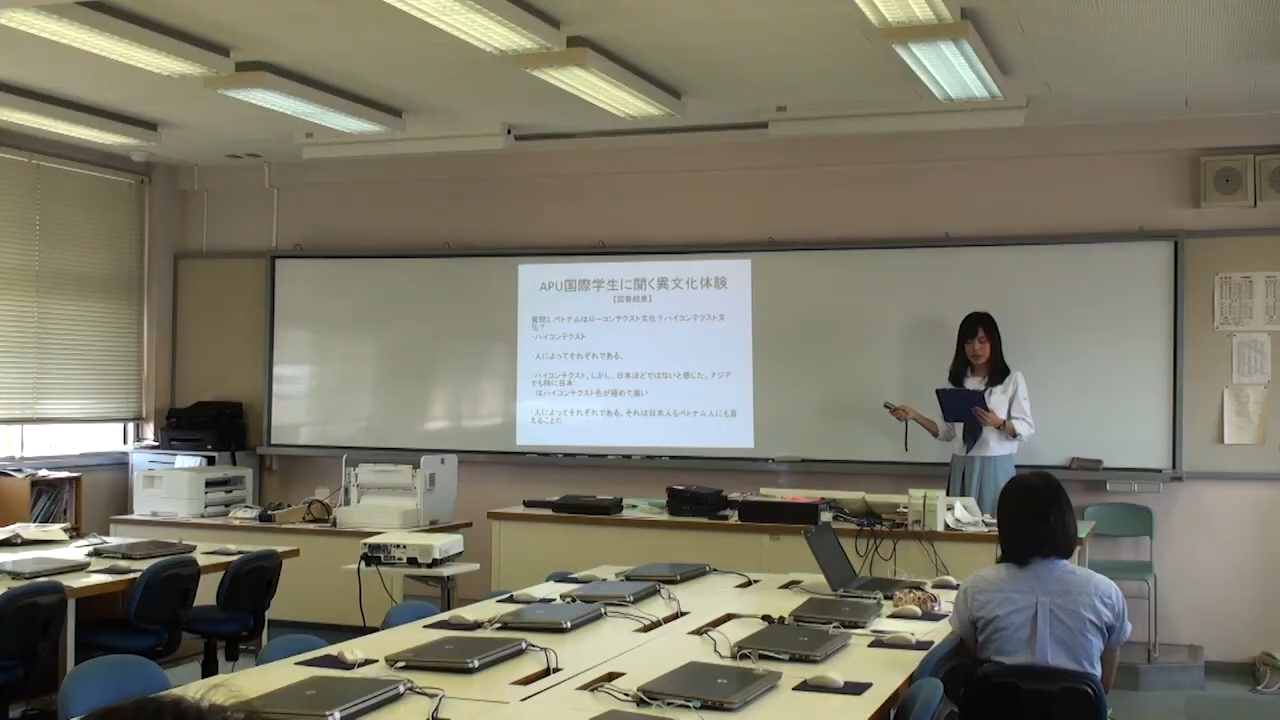 APU国際学生に聞く異文化体験
【回答結果】
質問3. ベトナムはローコンテクスト文化？ハイコンテクスト文
化？
・ハイコンテクスト
・人によってそれぞれである。
・ハイコンテクスト。しかし、日本ほどではないと感じた。アジア
でも特に日本
はハイコンテクスト色が極めて高い
・人によってそれぞれである。それは日本人もベトナム人にも言
えることだ